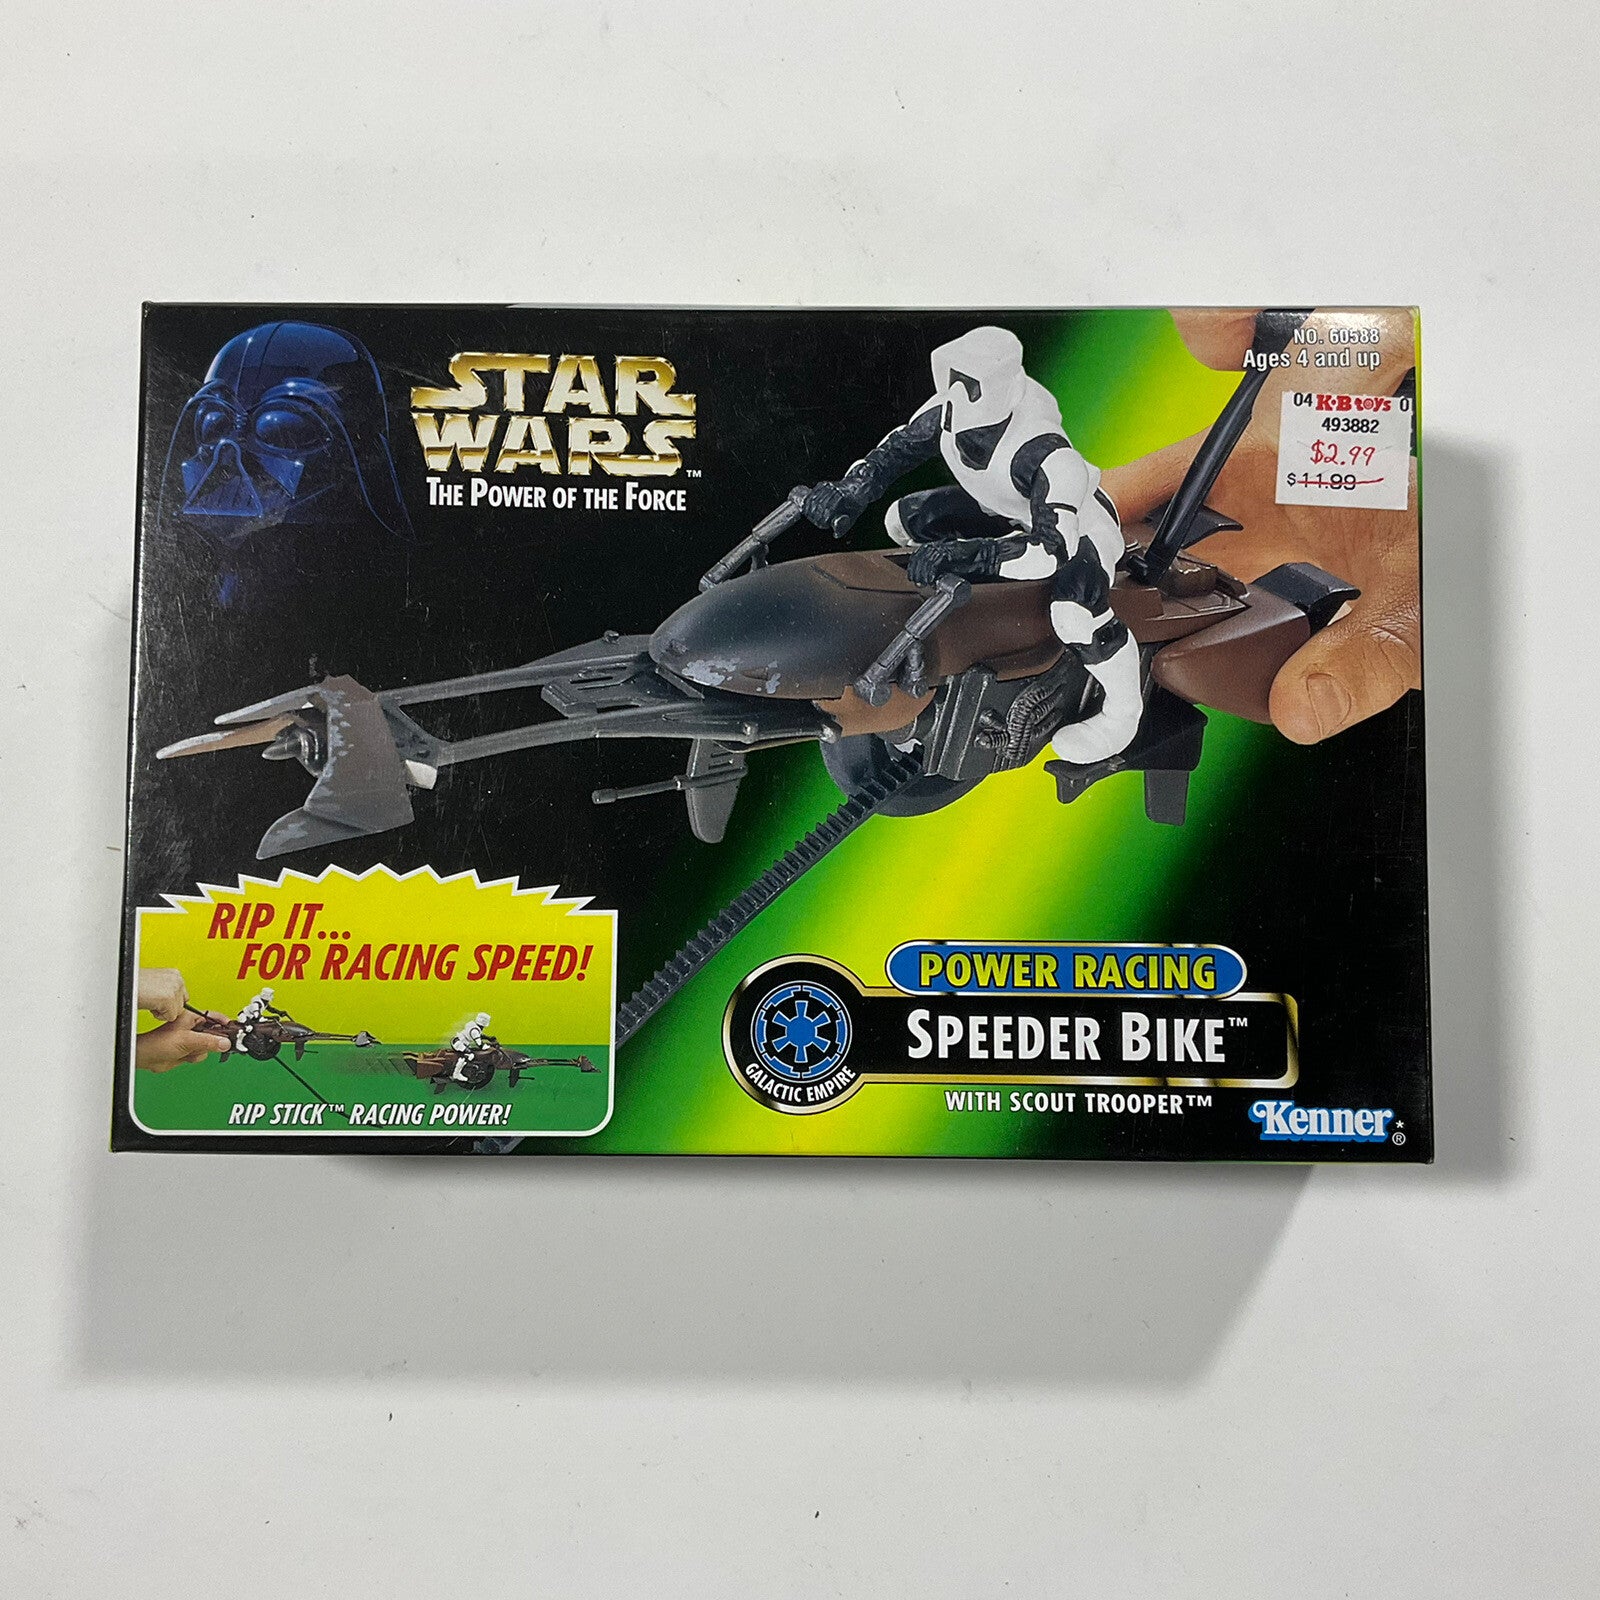 STAR
WARS™
THE POWER OF THE FORCE
NO. 60588
Ages 4 and up
04 K·B toys 0
493882
$2.99
$11.99
RIP IT...
FOR RACING SPEED!
RIP STICK™ RACING POWER!
POWER RACING
SPEEDER BIKE™
WITH SCOUT TROOPER™
GALACTIC EMPIRE
Kenner*®